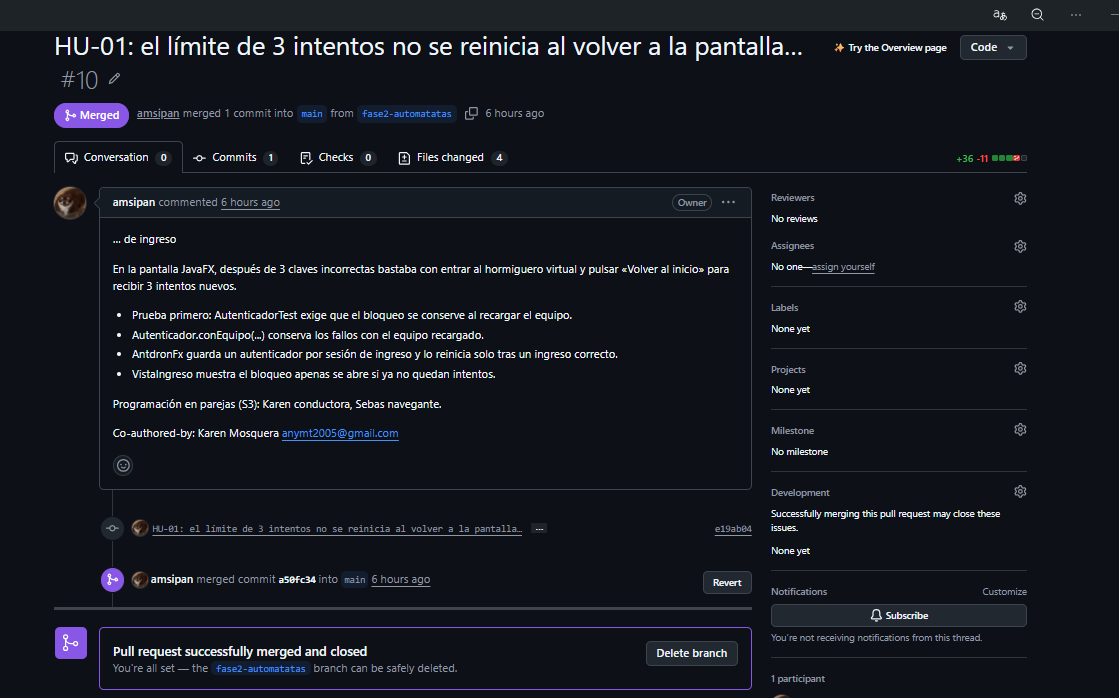 HU-01: el límite de 3 intentos no se reinicia al volver a la pantalla...
#10
Try the Overview page
Code
Merged
amsipan merged 1 commit into main from fase2-automatatas 6 hours ago
Conversation 0
Commits 1
Checks 0
Files changed 4
+36 -11
amsipan commented 6 hours ago
Owner
... de ingreso
En la pantalla JavaFX, después de 3 claves incorrectas bastaba con entrar al hormiguero virtual y pulsar «Volver al inicio» para
recibir 3 intentos nuevos.
• Prueba primero: AutenticadorTest exige que el bloqueo se conserve al recargar el equipo.
• Autenticador.conEquipo(...) conserva los fallos con el equipo recargado.
• AntdronFx guarda un autenticador por sesión de ingreso y lo reinicia solo tras un ingreso correcto.
• VistaIngreso muestra el bloqueo apenas se abre si ya no quedan intentos.
Programación en parejas (S3): Karen conductora, Sebas navegante.
Co-authored-by: Karen Mosquera anymt2005@gmail.com
HU-01: el límite de 3 intentos no se reinicia al volver a la pantalla…
...
e19ab04
amsipan merged commit a50fc34 into main 6 hours ago
Revert
Pull request successfully merged and closed
You're all set — the fase2-automatatas branch can be safely deleted.
Delete branch
Reviewers
No reviews
Assignees
No one—assign yourself
Labels
None yet
Projects
None yet
Milestone
No milestone
Development
Successfully merging this pull request may close these
issues.
None yet
Notifications
Customize
Subscribe
You're not receiving notifications from this thread.
1 participant